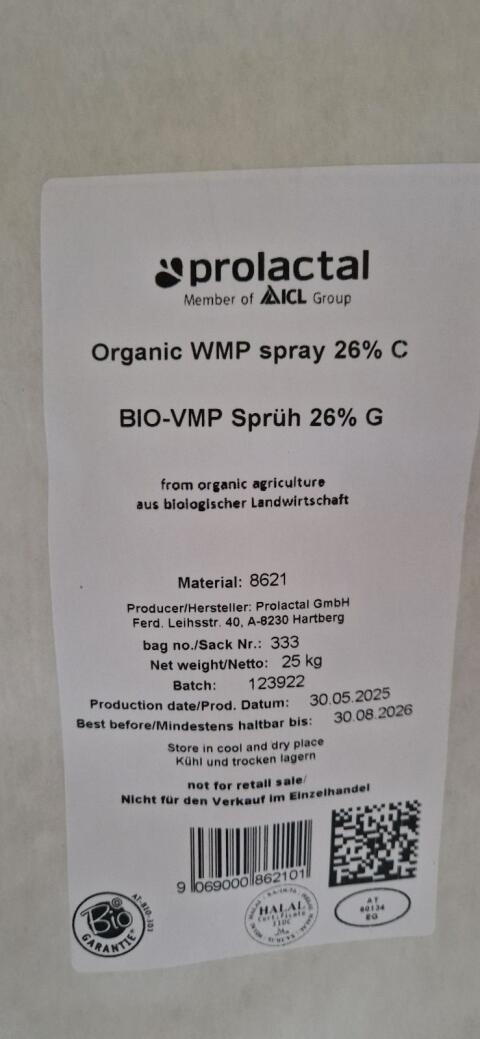 prolactal
Member of ICL Group
Organic WMP spray 26% C
BIO-VMP Sprüh 26% G
from organic agriculture
aus biologischer Landwirtschaft
Material: 8621
Producer/Hersteller: Prolactal GmbH
Ferd. Leihsstr. 40, A-8230 Hartberg
bag no./Sack Nr.: 333
Net weight/Netto: 25 kg
Batch: 123922
Production date/Prod. Datum: 30.05.2025
Best before/Mindestens haltbar bis: 30.08.2026
Store in cool and dry place
Kühl und trocken lagern
not for retail sale/
Nicht für den Verkauf im Einzelhandel
9 069000 862101
Bio
GARANTIE
HALAL
Certificate
AT
60134
EG